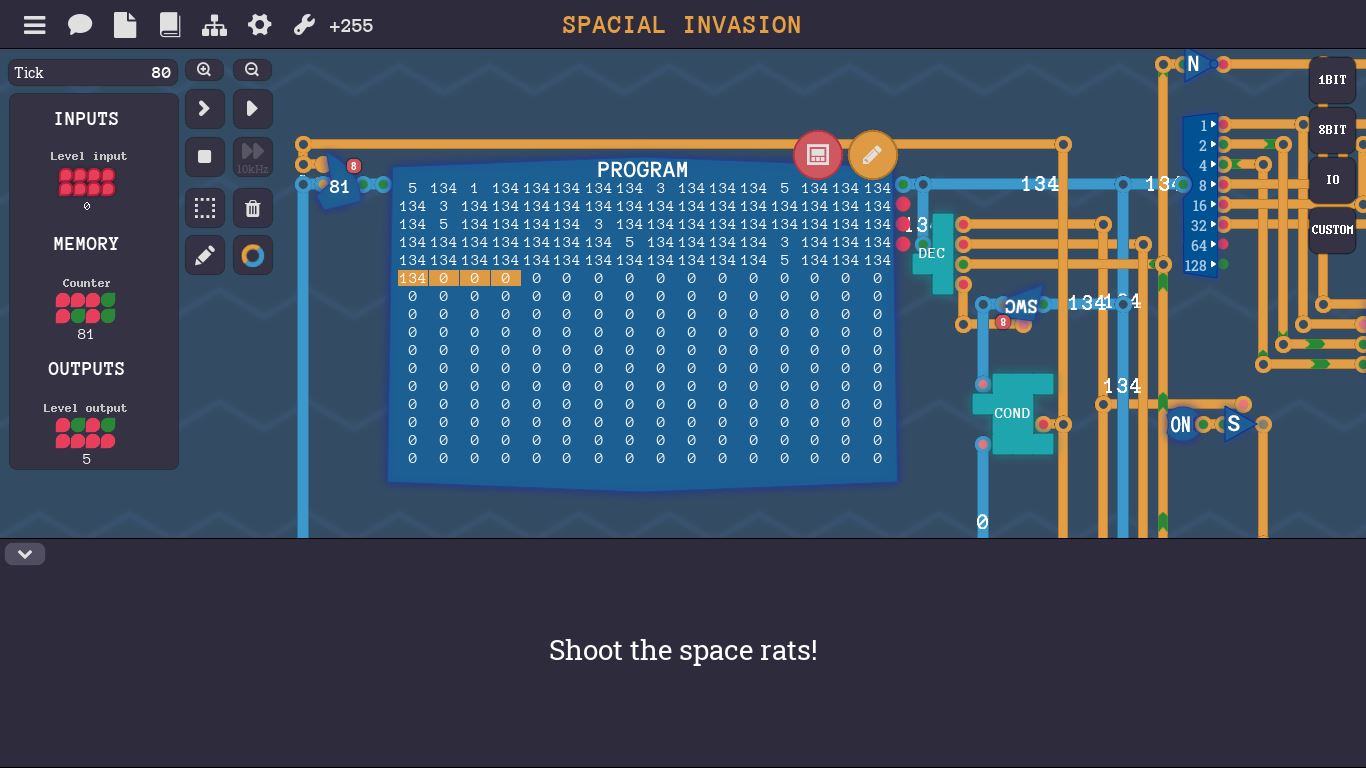 +255
SPACIAL INVASION
Tick 80
INPUTS
Level input
0
MEMORY
Counter
81
OUTPUTS
Level output
5
10kHz
8
81
PROGRAM
5 134 1 134 134 134 134 134 3 134 134 134 5 134 134 134
134 3 134 134 134 134 134 134 134 134 134 134 134 134 134 134
134 5 134 134 134 134 3 134 134 134 134 134 134 134 134 134
134 134 134 134 134 134 134 5 134 134 134 134 3 134 134 134
134 134 134 134 134 134 134 134 134 134 134 134 5 134 134 134
134 0 0 0 0 0 0 0 0 0 0 0 0 0 0 0
0 0 0 0 0 0 0 0 0 0 0 0 0 0 0 0
0 0 0 0 0 0 0 0 0 0 0 0 0 0 0 0
0 0 0 0 0 0 0 0 0 0 0 0 0 0 0 0
0 0 0 0 0 0 0 0 0 0 0 0 0 0 0 0
0 0 0 0 0 0 0 0 0 0 0 0 0 0 0 0
0 0 0 0 0 0 0 0 0 0 0 0 0 0 0 0
0 0 0 0 0 0 0 0 0 0 0 0 0 0 0 0
0 0 0 0 0 0 0 0 0 0 0 0 0 0 0 0
0 0 0 0 0 0 0 0 0 0 0 0 0 0 0 0
0 0 0 0 0 0 0 0 0 0 0 0 0 0 0 0
134
134
DEC
SWC
8
134
COND
134
0
N
1
2
4
8
16
32
64
128
ON
S
1BIT
8BIT
IO
CUSTOM
Shoot the space rats!